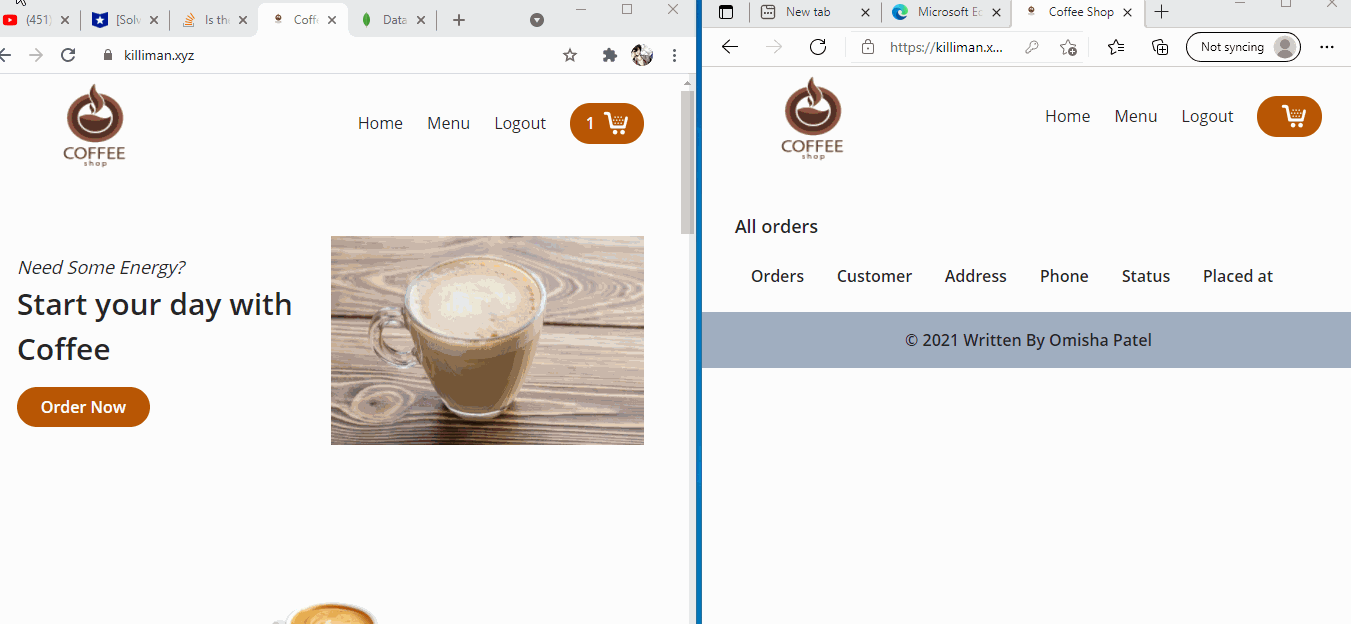 (451)
[Solv
Is the
Coffe
Data
killiman.xyz
COFFEE
shop
Home Menu Logout 1
Need Some Energy?
Start your day with
Coffee
Order Now
New tab
Microsoft Ed
Coffee Shop
https://killiman.x...
Not syncing
COFFEE
shop
Home Menu Logout
All orders
Orders Customer Address Phone Status Placed at
© 2021 Written By Omisha Patel